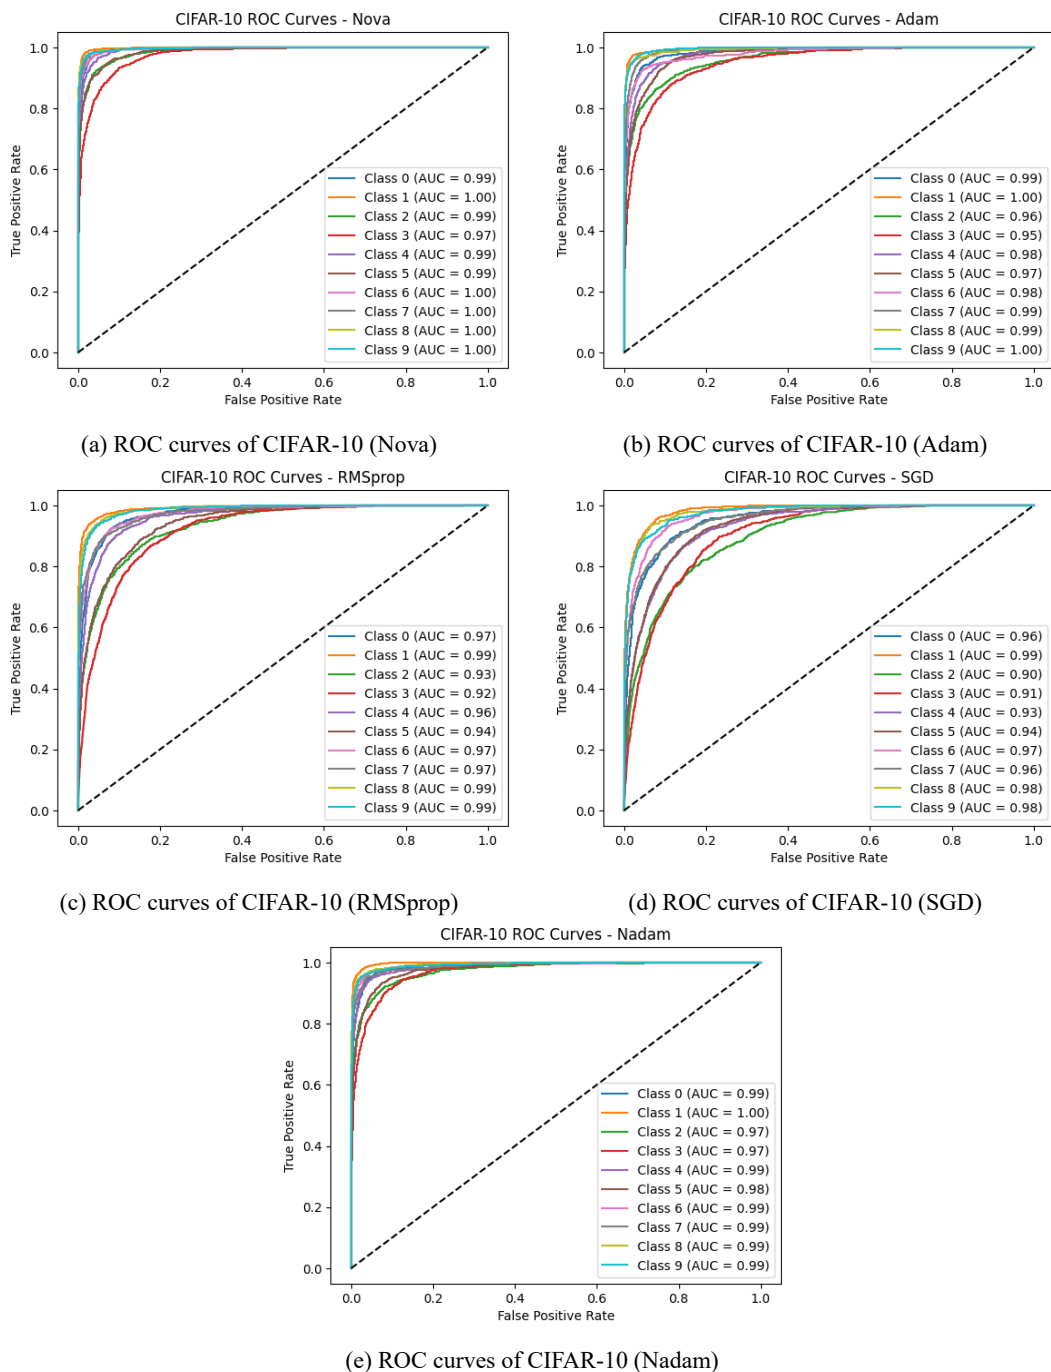 CIFAR-10 ROC Curves - Nova
1.0
0.8
0.6
0.4
0.2
0.0
True Positive Rate
Class 0 (AUC = 0.99)
Class 1 (AUC = 1.00)
Class 2 (AUC = 0.99)
Class 3 (AUC = 0.97)
Class 4 (AUC = 0.99)
Class 5 (AUC = 0.99)
Class 6 (AUC = 1.00)
Class 7 (AUC = 1.00)
Class 8 (AUC = 1.00)
Class 9 (AUC = 1.00)
0.0 0.2 0.4 0.6 0.8 1.0
False Positive Rate
(a) ROC curves of CIFAR-10 (Nova)
CIFAR-10 ROC Curves - Adam
1.0
0.8
0.6
0.4
0.2
0.0
True Positive Rate
Class 0 (AUC = 0.99)
Class 1 (AUC = 1.00)
Class 2 (AUC = 0.96)
Class 3 (AUC = 0.95)
Class 4 (AUC = 0.98)
Class 5 (AUC = 0.97)
Class 6 (AUC = 0.98)
Class 7 (AUC = 0.99)
Class 8 (AUC = 0.99)
Class 9 (AUC = 1.00)
0.0 0.2 0.4 0.6 0.8 1.0
False Positive Rate
(b) ROC curves of CIFAR-10 (Adam)
CIFAR-10 ROC Curves - RMSprop
1.0
0.8
0.6
0.4
0.2
0.0
True Positive Rate
Class 0 (AUC = 0.97)
Class 1 (AUC = 0.99)
Class 2 (AUC = 0.93)
Class 3 (AUC = 0.92)
Class 4 (AUC = 0.96)
Class 5 (AUC = 0.94)
Class 6 (AUC = 0.97)
Class 7 (AUC = 0.97)
Class 8 (AUC = 0.99)
Class 9 (AUC = 0.99)
0.0 0.2 0.4 0.6 0.8 1.0
False Positive Rate
(c) ROC curves of CIFAR-10 (RMSprop)
CIFAR-10 ROC Curves - SGD
1.0
0.8
0.6
0.4
0.2
0.0
True Positive Rate
Class 0 (AUC = 0.96)
Class 1 (AUC = 0.99)
Class 2 (AUC = 0.90)
Class 3 (AUC = 0.91)
Class 4 (AUC = 0.93)
Class 5 (AUC = 0.94)
Class 6 (AUC = 0.97)
Class 7 (AUC = 0.96)
Class 8 (AUC = 0.98)
Class 9 (AUC = 0.98)
0.0 0.2 0.4 0.6 0.8 1.0
False Positive Rate
(d) ROC curves of CIFAR-10 (SGD)
CIFAR-10 ROC Curves - Nadam
1.0
0.8
0.6
0.4
0.2
0.0
True Positive Rate
Class 0 (AUC = 0.99)
Class 1 (AUC = 1.00)
Class 2 (AUC = 0.97)
Class 3 (AUC = 0.97)
Class 4 (AUC = 0.99)
Class 5 (AUC = 0.98)
Class 6 (AUC = 0.99)
Class 7 (AUC = 0.99)
Class 8 (AUC = 0.99)
Class 9 (AUC = 0.99)
0.0 0.2 0.4 0.6 0.8 1.0
False Positive Rate
(e) ROC curves of CIFAR-10 (Nadam)